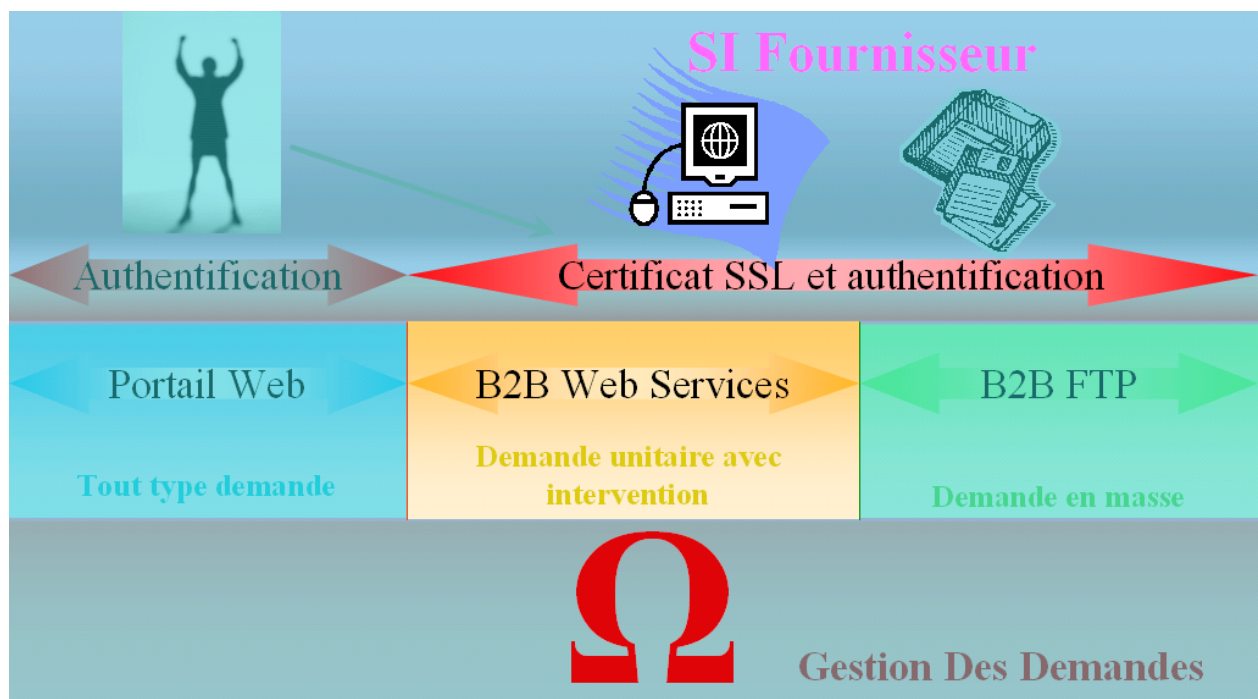 SI Fournisseur
Authentification
Certificat SSL et authentification
Portail Web
B2B Web Services
B2B FTP
Tout type demande
Demande unitaire avec
intervention
Demande en masse
Ω
Gestion Des Demandes